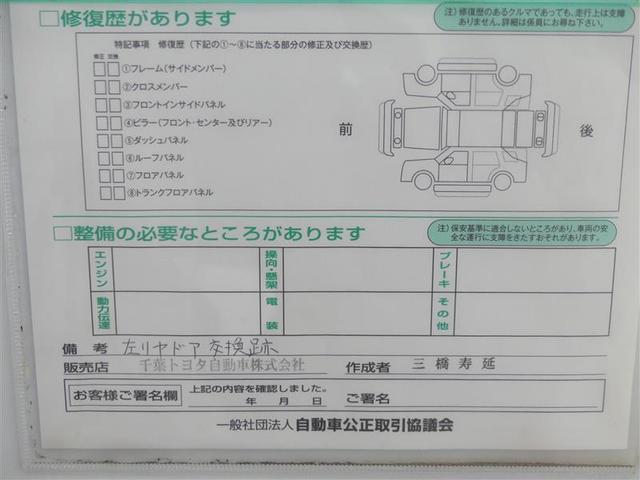 □修復歴があります
注）修復歴のあるクルマであっても、走行上は支障ありません。詳細は係員にお尋ね下さい。
特記事項 修復歴（下記の①～⑧に当たる部分の修正及び交換歴）
修正 交換
□□①フレーム（サイドメンバー）
□□②クロスメンバー
□□③フロントインサイドパネル
□□④ピラー（フロント・センター及びリアー）
□□⑤ダッシュパネル
□□⑥ルーフパネル
□□⑦フロアパネル
□□⑧トランクフロアパネル
前
後
□整備の必要なところがあります
注）保安基準に適合しないところがあり、車両の安全な運行に支障をきたすおそれがあります。
エンジン
操向・懸架
ブレーキ
動力伝達
電装
その他
備考 左リヤドア 交換跡
販売店 千葉トヨタ自動車株式会社 作成者 三橋寿延
お客様ご署名欄 上記の内容を確認しました。
年 月 日 ご署名
一般社団法人 自動車公正取引協議会